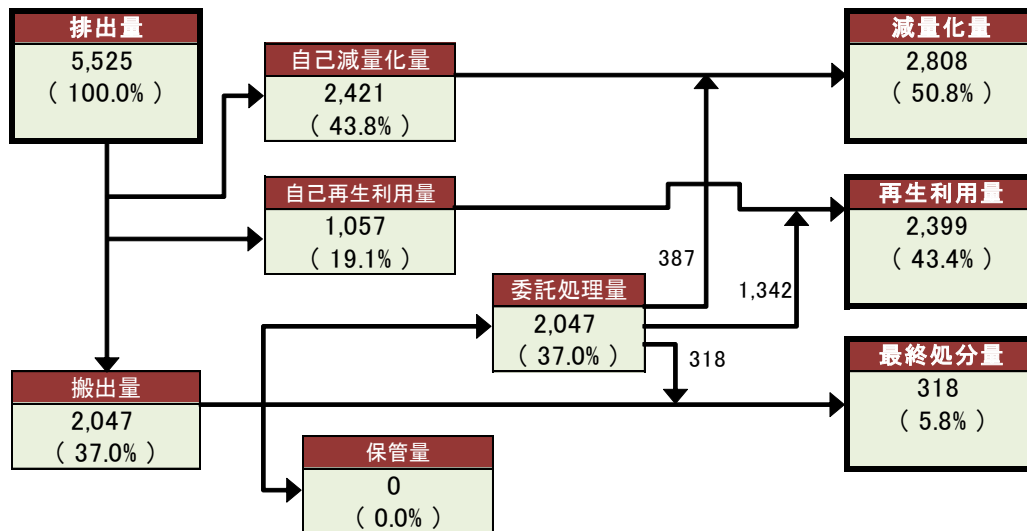 排出量
5,525
( 100.0% )
自己減量化量
2,421
( 43.8% )
減量化量
2,808
( 50.8% )
自己再生利用量
1,057
( 19.1% )
再生利用量
2,399
( 43.4% )
387
1,342
318
委託処理量
2,047
( 37.0% )
最終処分量
318
( 5.8% )
搬出量
2,047
( 37.0% )
保管量
0
( 0.0% )